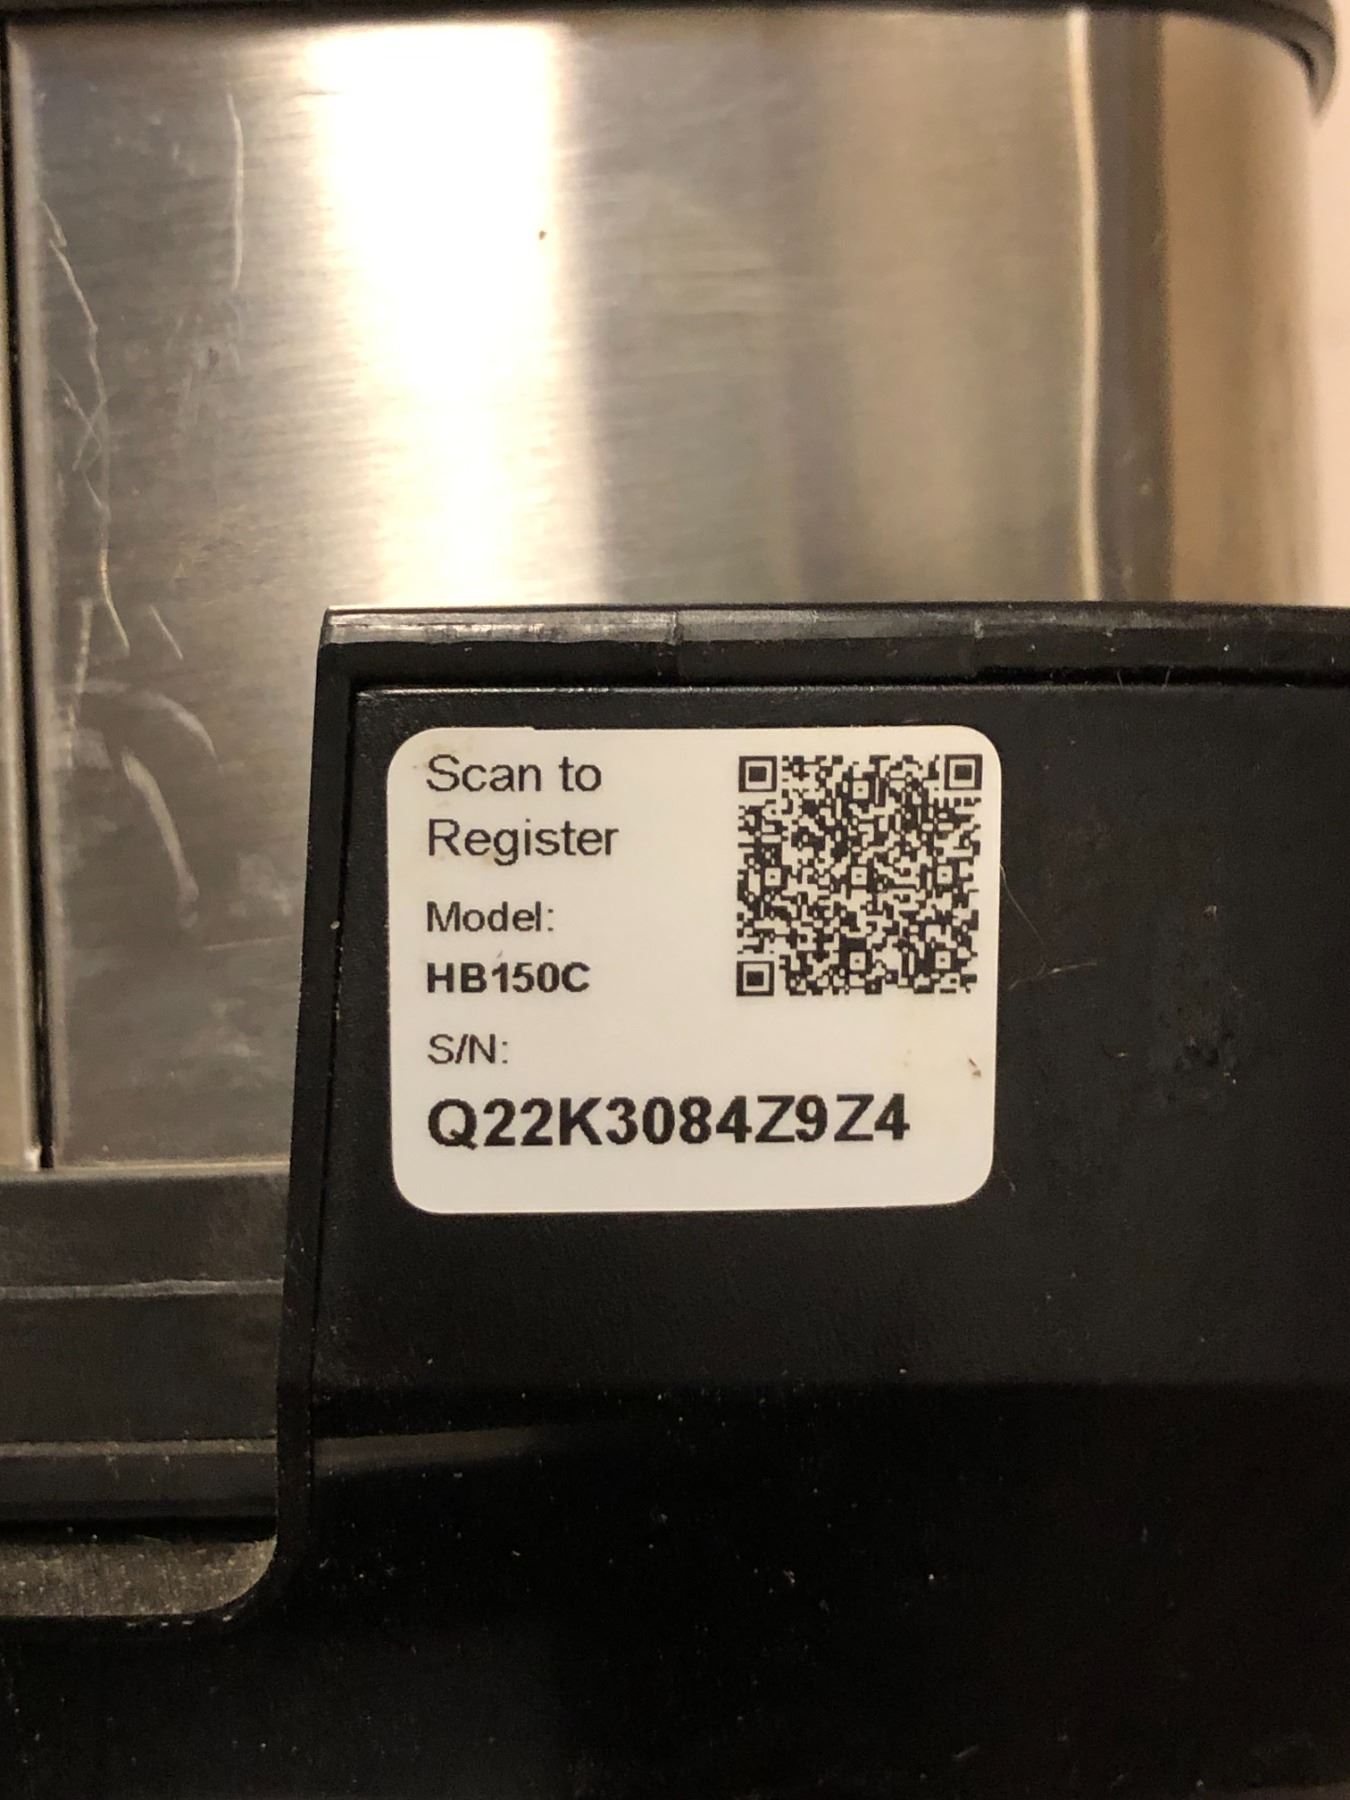 Scan to
Register
Model:
HB150C
S/N:
Q22K3084Z9Z4